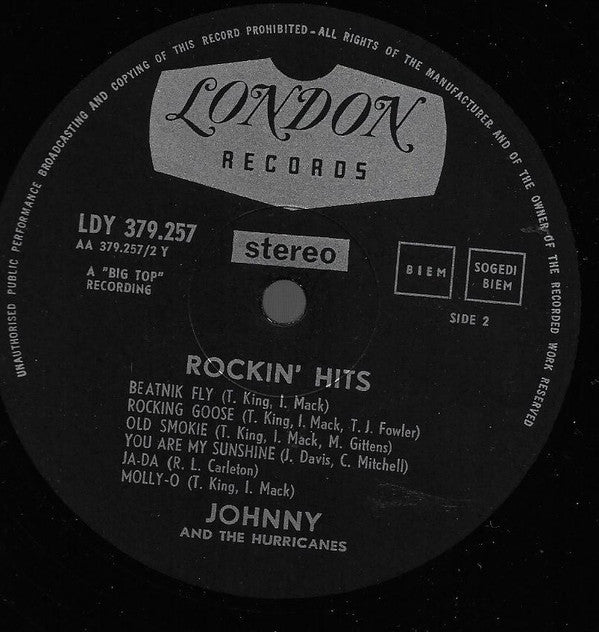 UNAUTHORISED PUBLIC PERFORMANCE BROADCASTING AND COPYING OF THIS RECORD PROHIBITED - ALL RIGHTS OF THE MANUFACTURER AND OF THE OWNER OF THE RECORDED WORK RESERVED
LONDON
RECORDS
LDY 379.257
AA 379.257/2 Y
stereo
BIEM
SOGEDI
BIEM
A "BIG TOP"
RECORDING
SIDE 2
ROCKIN' HITS
BEATNIK FLY (T. King, I. Mack)
ROCKING GOOSE (T. King, I. Mack, T. J. Fowler)
OLD SMOKIE (T. King, I. Mack, M. Gittens)
YOU ARE MY SUNSHINE (J. Davis, C. Mitchell)
JA-DA (R. L. Carleton)
MOLLY-O (T. King, I. Mack)
JOHNNY
AND THE HURRICANES